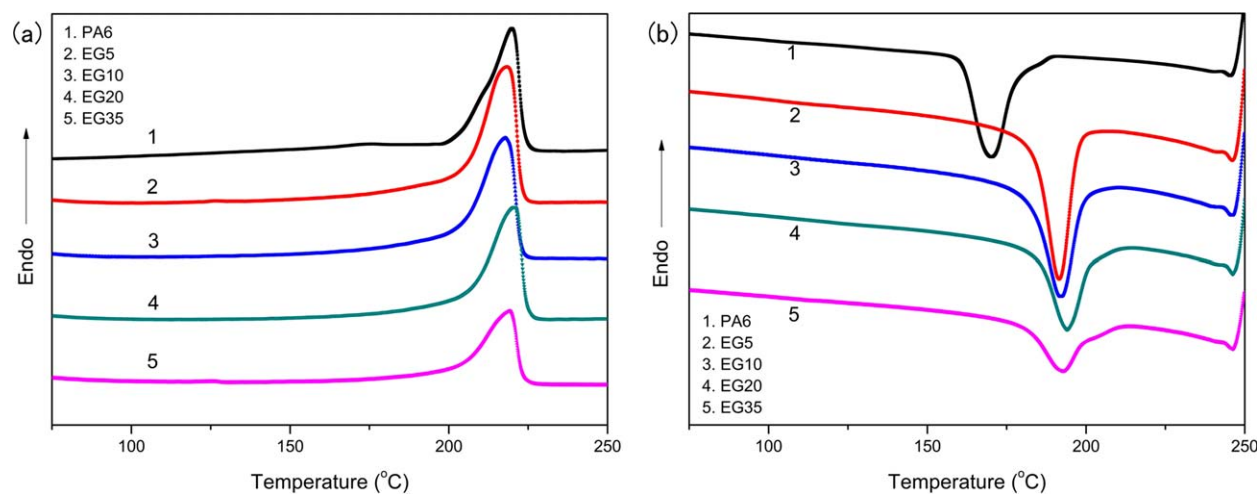 (a)
1. PA6
2. EG5
3. EG10
4. EG20
5. EG35
1
2
3
4
5
Endo
100 150 200 250
Temperature (°C)
(b)
1
2
3
4
5
1. PA6
2. EG5
3. EG10
4. EG20
5. EG35
Endo
100 150 200 250
Temperature (°C)